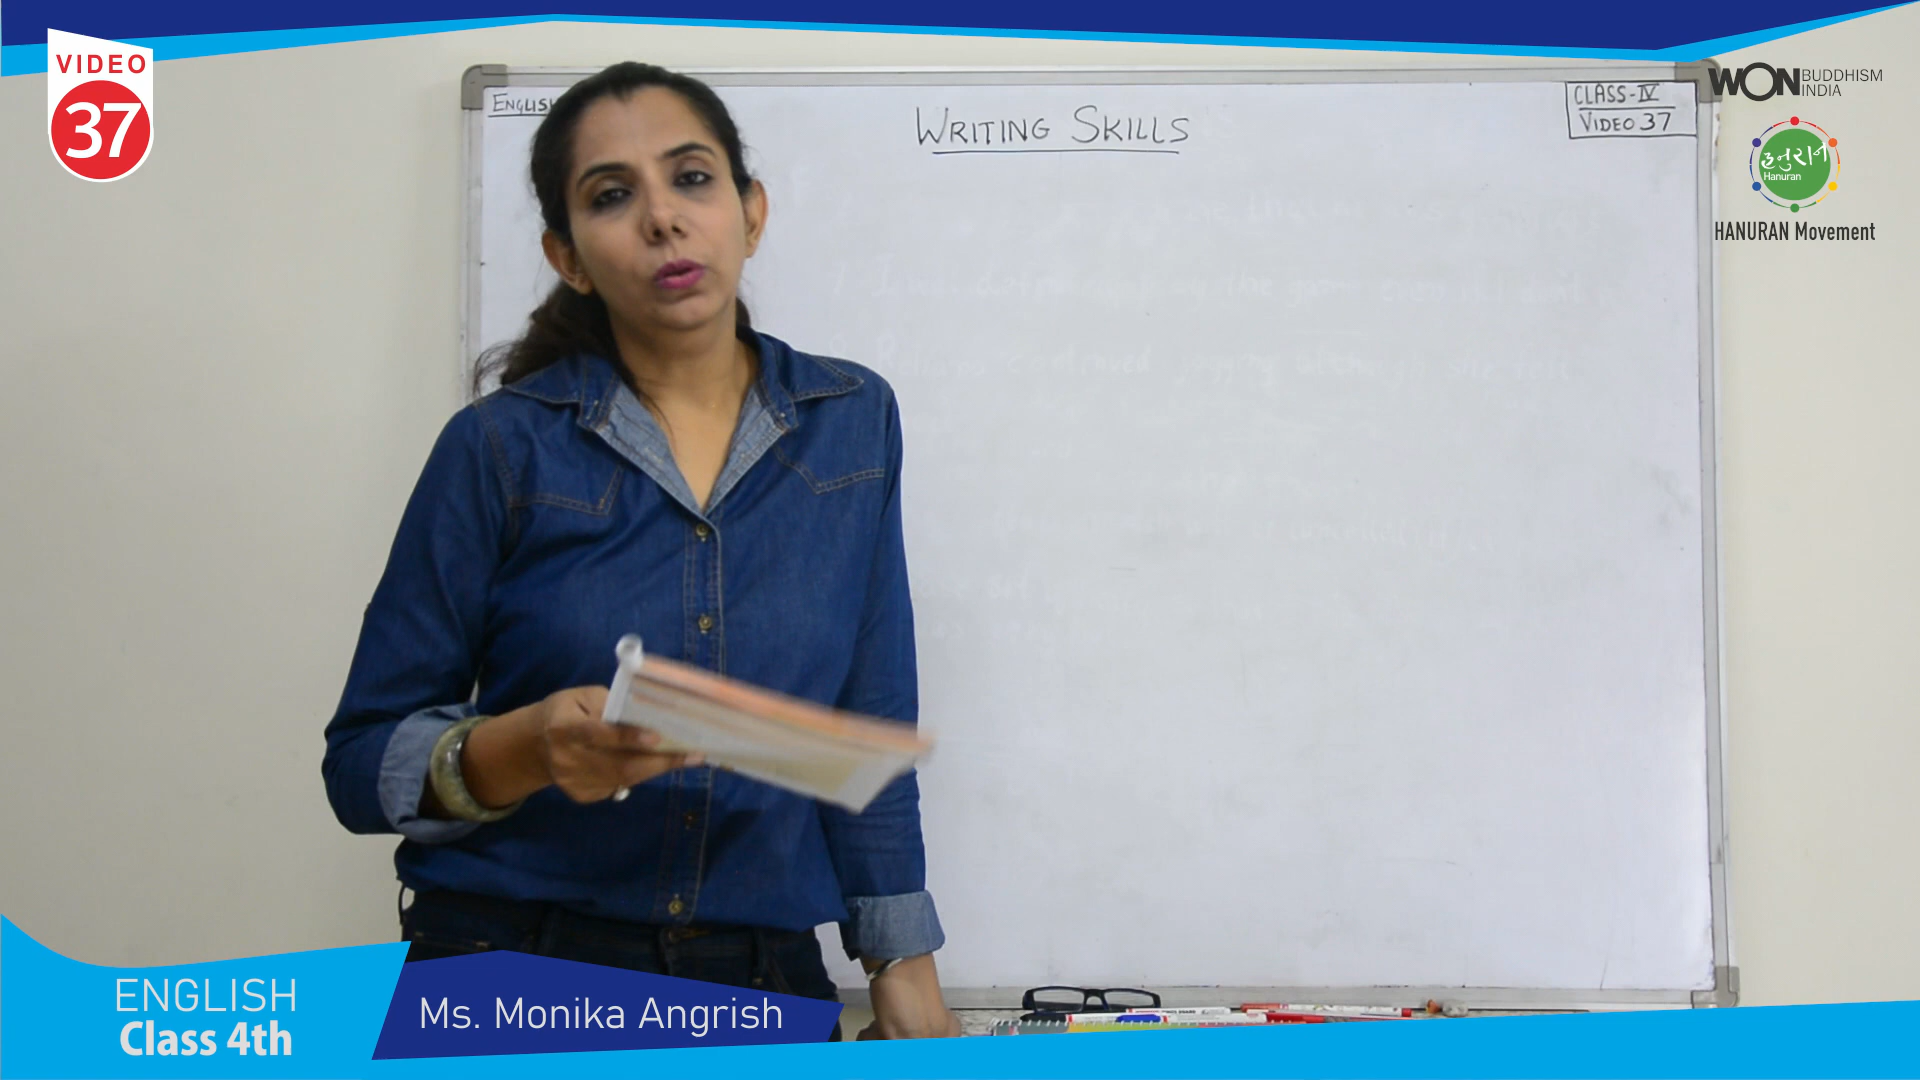 VIDEO
37
ENGLISH
WRITING SKILLS
CLASS-IV
VIDEO 37
WON BUDDHISM
INDIA
हनुरान
Hanuran
HANURAN Movement
ENGLISH
Class 4th
Ms. Monika Angrish